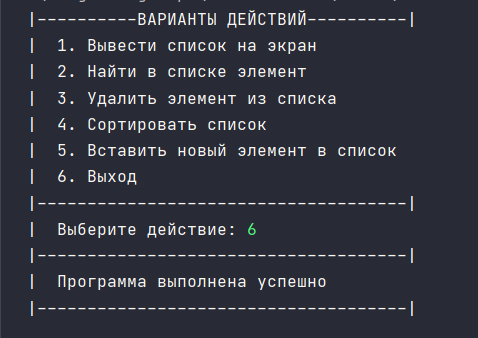 |----------ВАРИАНТЫ ДЕЙСТВИЙ----------|
|  1. Вывести список на экран
|  2. Найти в списке элемент
|  3. Удалить элемент из списка
|  4. Сортировать список
|  5. Вставить новый элемент в список
|  6. Выход
|-------------------------------------|
|  Выберите действие: 6
|-------------------------------------|
|  Программа выполнена успешно
|-------------------------------------|